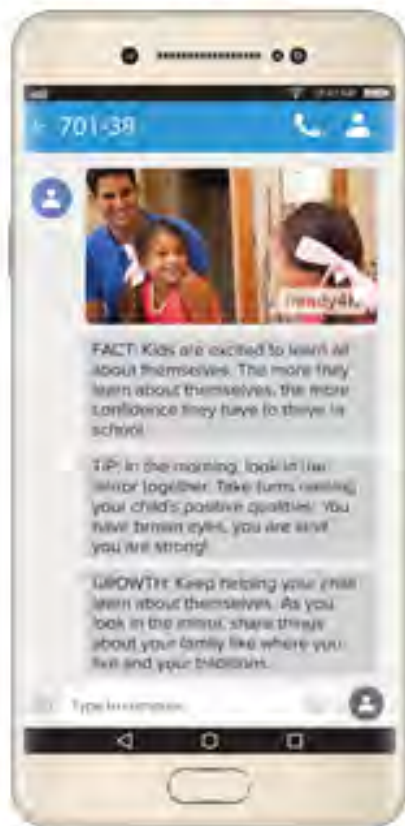 701-38
ready4k
FACT: Kids are excited to learn all
about themselves. The more they
learn about themselves, the more
confidence they have to thrive in
school.
TIP: In the morning, look in the
mirror together. Take turns naming
your child's positive qualities: You
have brown eyes, you are kind
you are strong!
GROWTH: Keep helping your child
learn about themselves. As you
look in the mirror, share things
about your family like where you
live and your traditions.
Type